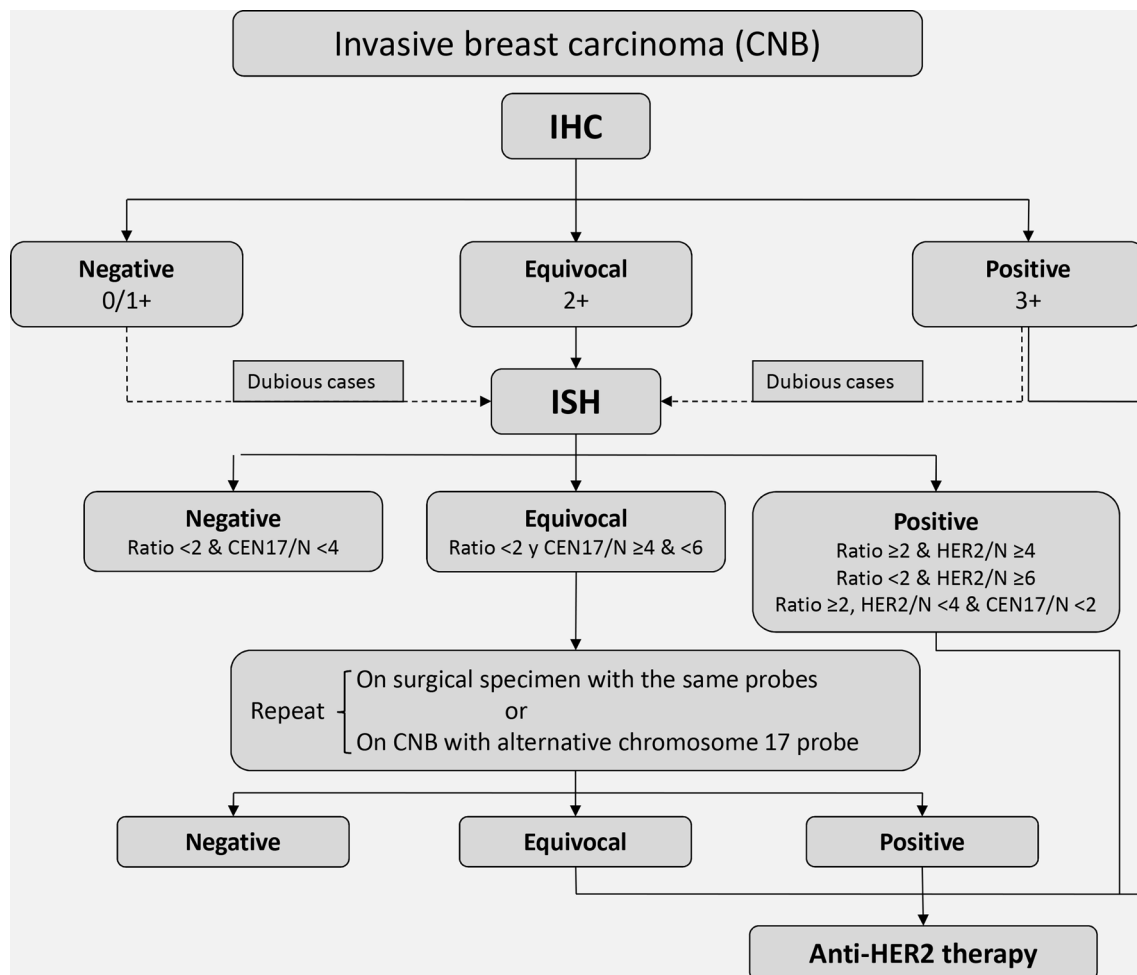 Invasive breast carcinoma (CNB)
IHC
Negative
0/1+
Equivocal
2+
Positive
3+
Dubious cases
Dubious cases
ISH
Negative
Ratio <2 & CEN17/N <4
Equivocal
Ratio <2 y CEN17/N ≥4 & <6
Positive
Ratio ≥2 & HER2/N ≥4
Ratio <2 & HER2/N ≥6
Ratio ≥2, HER2/N <4 & CEN17/N <2
Repeat
On surgical specimen with the same probes
or
On CNB with alternative chromosome 17 probe
Negative
Equivocal
Positive
Anti-HER2 therapy